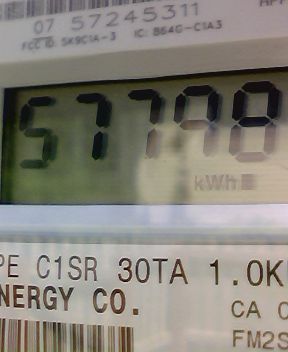 07 57245311
FCC ID: SK9C1A-3 IC: 864G-C1A3
57798
kWh
PE C1SR 30TA 1.0K
NERGY CO.
CA 0
FM2S